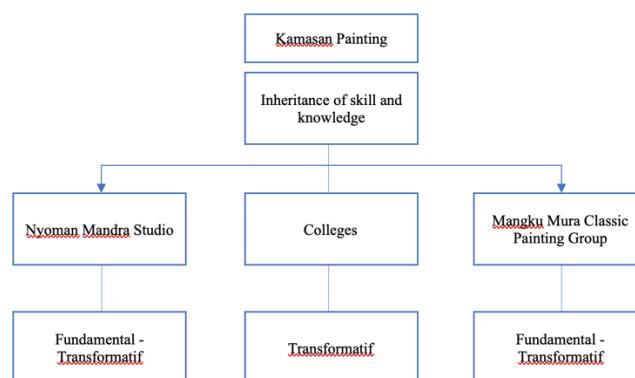 Kamasan Painting
Inheritance of skill and
knowledge
Nyoman Mandra Studio
Colleges
Mangku Mura Classic
Painting Group
Fundamental -
Transformatif
Transformatif
Fundamental -
Transformatif